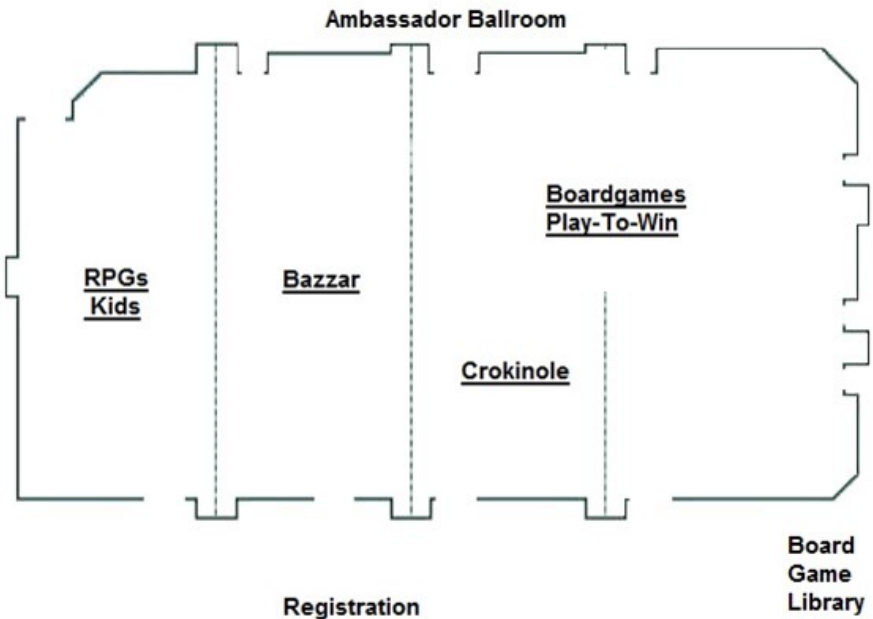 Ambassador Ballroom
Boardgames
Play-To-Win
RPGs
Kids
Bazzar
Crokinole
Board
Game
Library
Registration